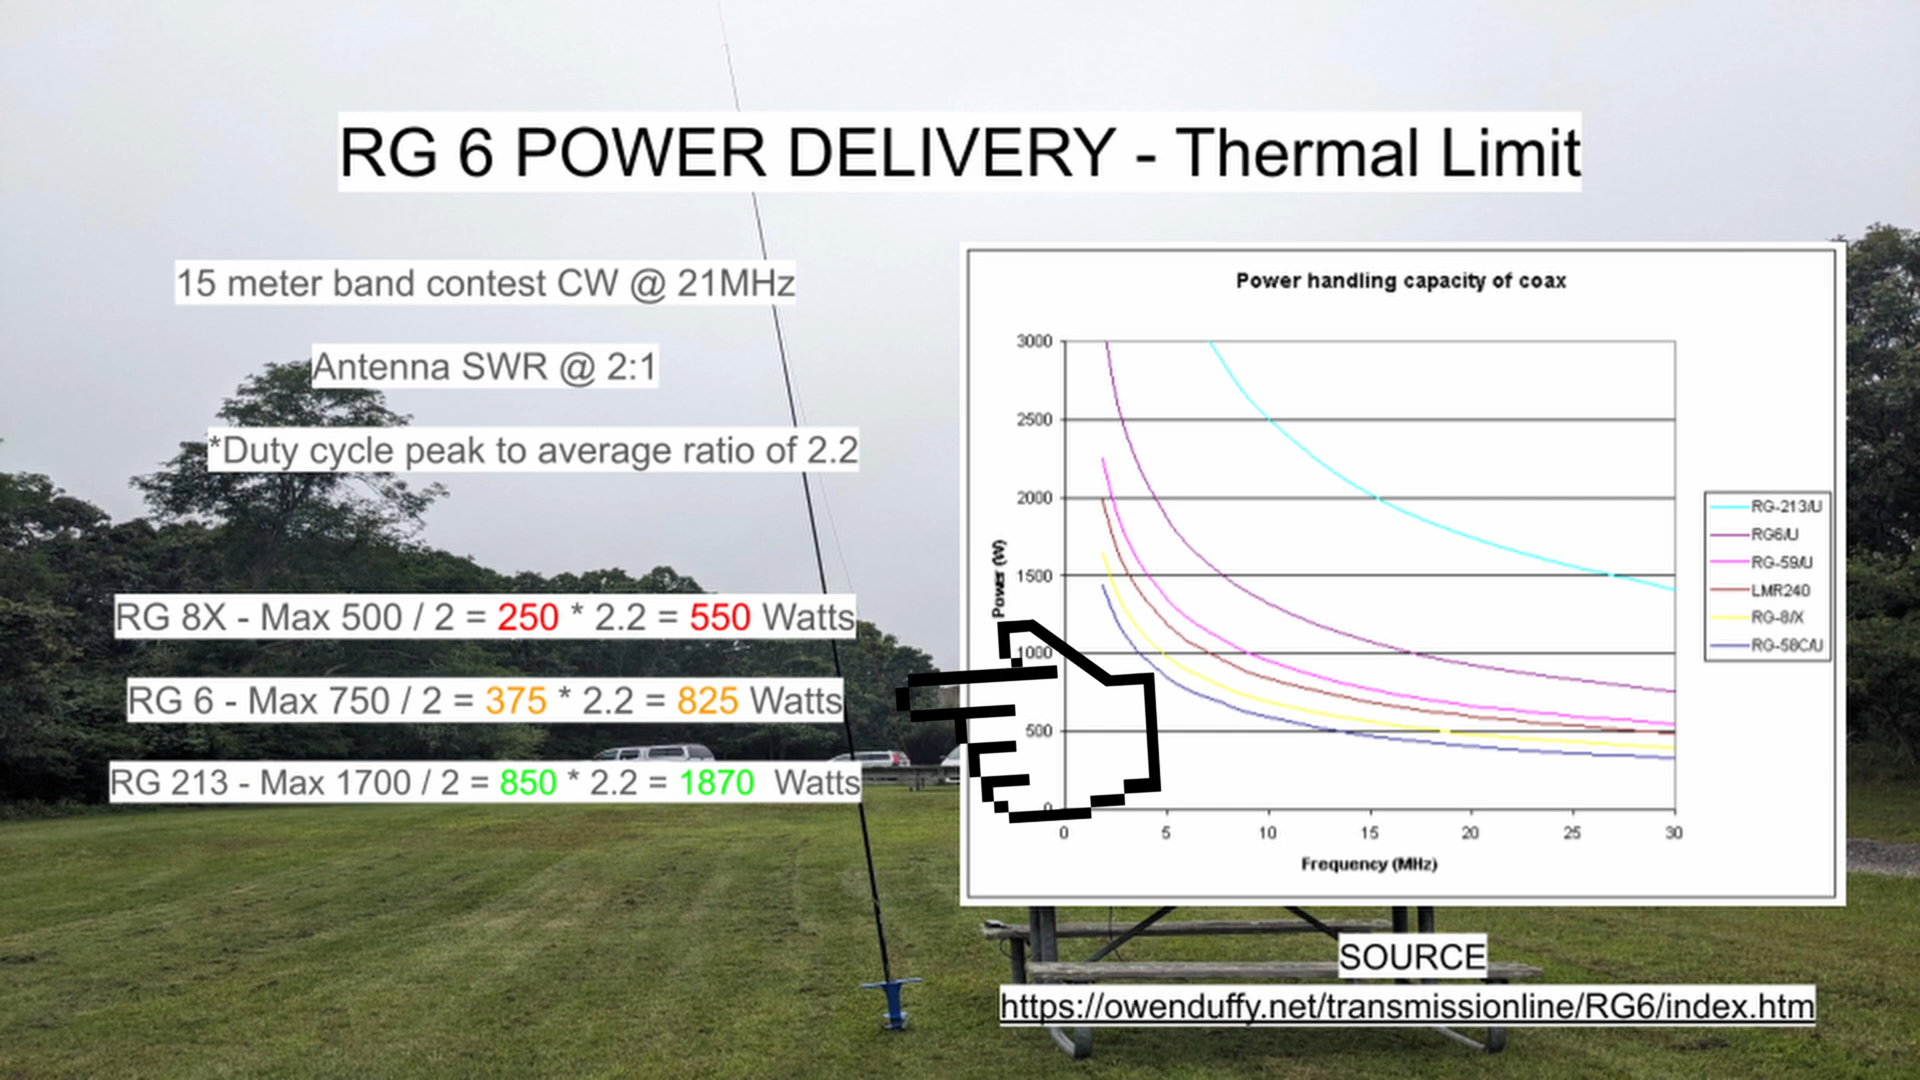 RG 6 POWER DELIVERY - Thermal Limit
15 meter band contest CW @ 21MHz
Antenna SWR @ 2:1
*Duty cycle peak to average ratio of 2.2
RG 8X - Max 500 / 2 = 250 * 2.2 = 550 Watts
RG 6 - Max 750 / 2 = 375 * 2.2 = 825 Watts
RG 213 - Max 1700 / 2 = 850 * 2.2 = 1870 Watts
Power handling capacity of coax
3000
2500
2000
1500
1000
500
0
Power (W)
0 5 10 15 20 25 30
Frequency (MHz)
RG-213/U
RG6/U
RG-59/U
LMR240
RG-8/X
RG-58C/U
SOURCE
https://owenduffy.net/transmissionline/RG6/index.htm